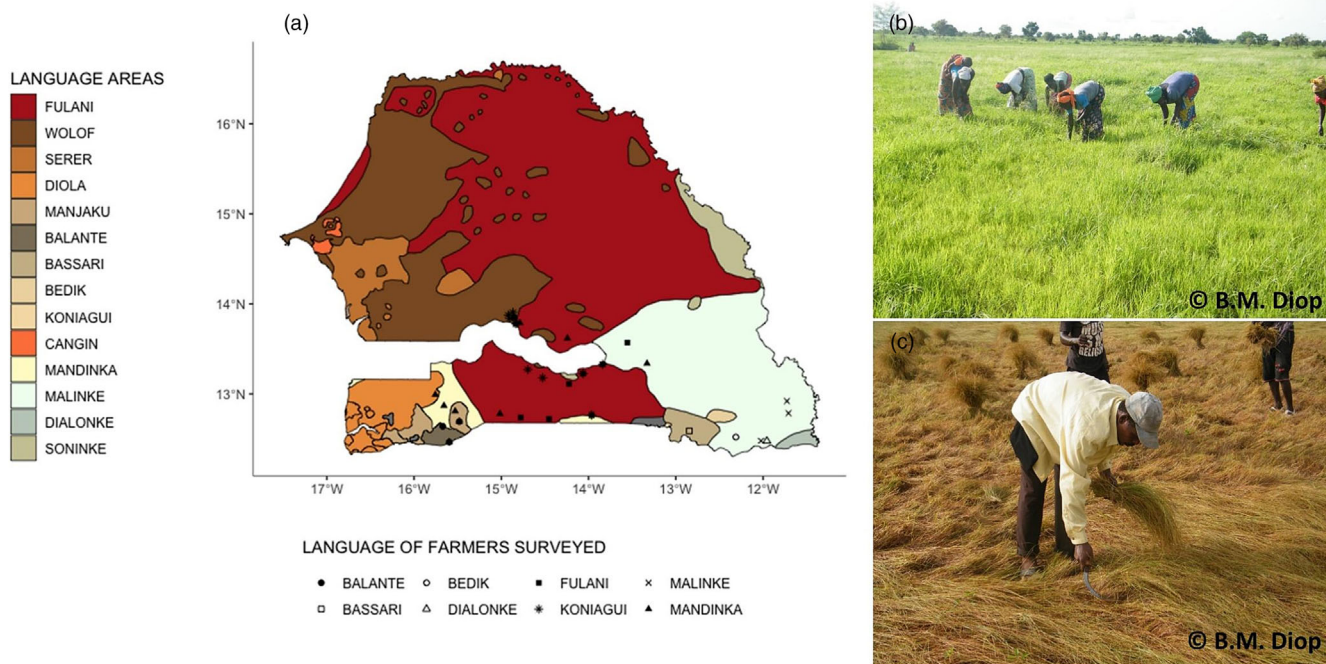 (a)
LANGUAGE AREAS
FULANI
WOLOF
SERER
DIOLA
MANJAKU
BALANTE
BASSARI
BEDIK
KONIAGUI
CANGIN
MANDINKA
MALINKE
DIALONKE
SONINKE
16°N
15°N
14°N
13°N
17°W 16°W 15°W 14°W 13°W 12°W
LANGUAGE OF FARMERS SURVEYED
BALANTE BEDIK FULANI MALINKE
BASSARI DIALONKE KONIAGUI MANDINKA
(b)
© B.M. Diop
(c)
© B.M. Diop